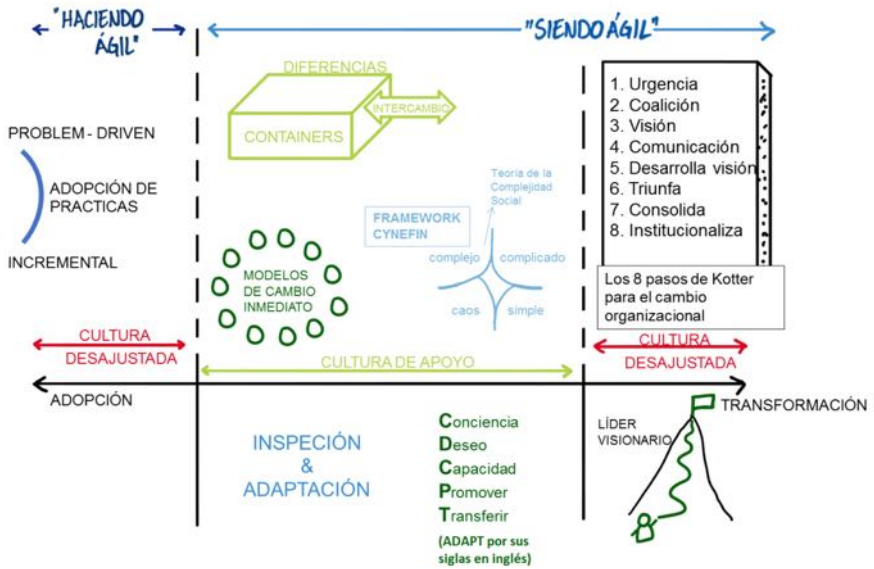 "HACIENDO
ÁGIL"
"SIENDO ÁGIL"
PROBLEM - DRIVEN
ADOPCIÓN DE
PRACTICAS
INCREMENTAL
CULTURA
DESAJUSTADA
ADOPCIÓN
DIFERENCIAS
CONTAINERS
INTERCAMBIO
Teoría de la
Complejidad
Social
FRAMEWORK
CYNEFIN
complejo
complicado
caos
simple
MODELOS
DE CAMBIO
INMEDIATO
CULTURA DE APOYO
INSPECIÓN
&
ADAPTACIÓN
Conciencia
Deseo
Capacidad
Promover
Transferir
(ADAPT por sus
siglas en inglés)
1. Urgencia
2. Coalición
3. Visión
4. Comunicación
5. Desarrolla visión
6. Triunfa
7. Consolida
8. Institucionaliza
Los 8 pasos de Kotter
para el cambio
organizacional
CULTURA
DESAJUSTADA
TRANSFORMACIÓN
LÍDER
VISIONARIO